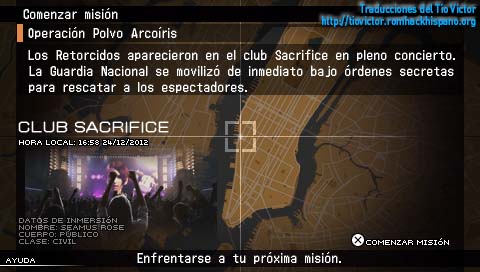 Comenzar misión
Traducciones del Tío Víctor
http://tiovictor.romhackhispano.org
Operación Polvo Arcoíris
Los Retorcidos aparecieron en el club Sacrifice en pleno concierto.
La Guardia Nacional se movilizó de inmediato bajo órdenes secretas
para rescatar a los espectadores.
CLUB SACRIFICE
HORA LOCAL: 16:58 24/12/2012
DATOS DE INMERSIÓN
NOMBRE: SEAMUS ROSE
CUERPO: PÚBLICO
CLASE: CIVIL
COMENZAR MISIÓN
AYUDA
Enfrentarse a tu próxima misión.